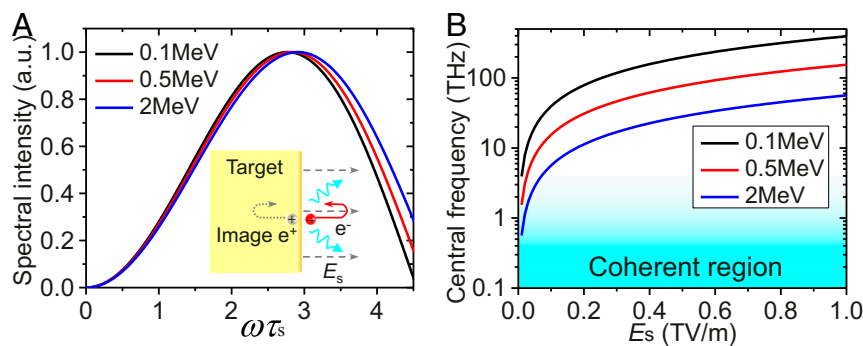 A
Spectral intensity (a.u.)
1.0
0.8
0.6
0.4
0.2
0.0
0.1MeV
0.5MeV
2MeV
Target
Image e+
e-
Es
0
1
2
3
4
ωτs
B
Central frequency (THz)
100
10
1
0.1
0.1MeV
0.5MeV
2MeV
Coherent region
0.0
0.2
0.4
0.6
0.8
1.0
Es (TV/m)